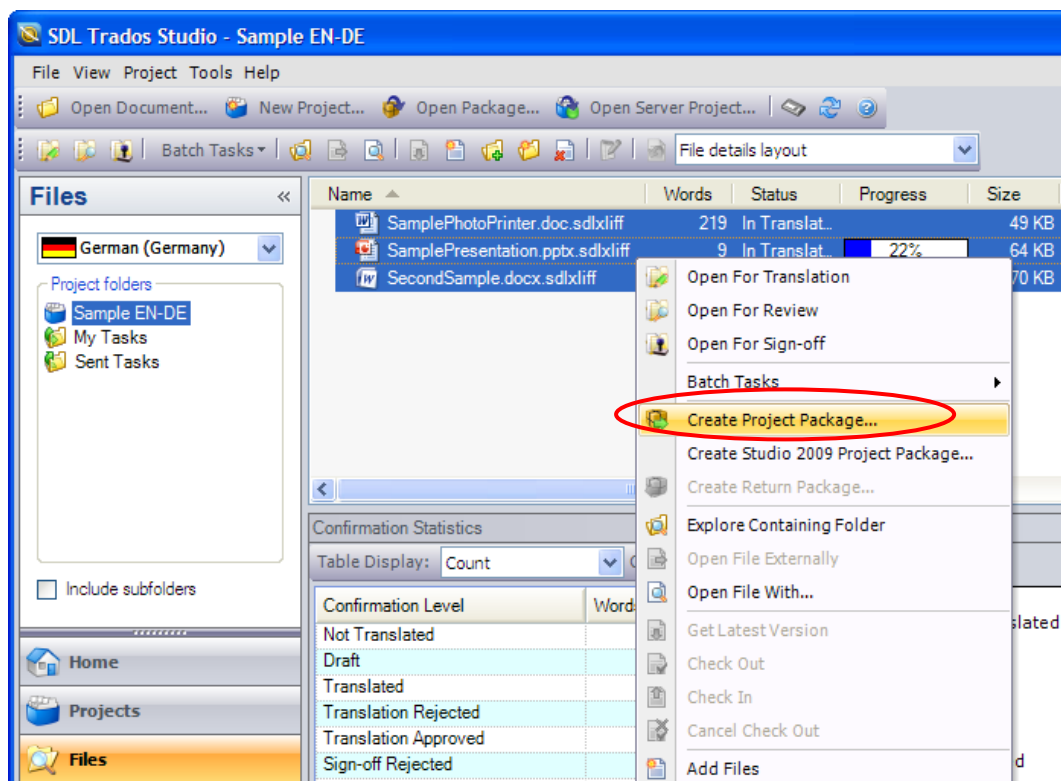 SDL Trados Studio - Sample EN-DE
File View Project Tools Help
Open Document... New Project... Open Package... Open Server Project...
Batch Tasks File details layout
Files «
German (Germany)
Project folders
Sample EN-DE
My Tasks
Sent Tasks
Include subfolders
Home
Projects
Files
Name Words Status Progress Size
SamplePhotoPrinter.doc.sdlxliff 219 In Translat... 49 KB
SamplePresentation.pptx.sdlxliff 9 In Translat... 22% 64 KB
SecondSample.docx.sdlxliff 70 KB
Open For Translation
Open For Review
Open For Sign-off
Batch Tasks
Create Project Package...
Create Studio 2009 Project Package...
Create Return Package...
Explore Containing Folder
Open File Externally
Open File With...
Get Latest Version
Check Out
Check In
Cancel Check Out
Add Files
Confirmation Statistics
Table Display: Count
Confirmation Level
Not Translated
Draft
Translated
Translation Rejected
Translation Approved
Sign-off Rejected